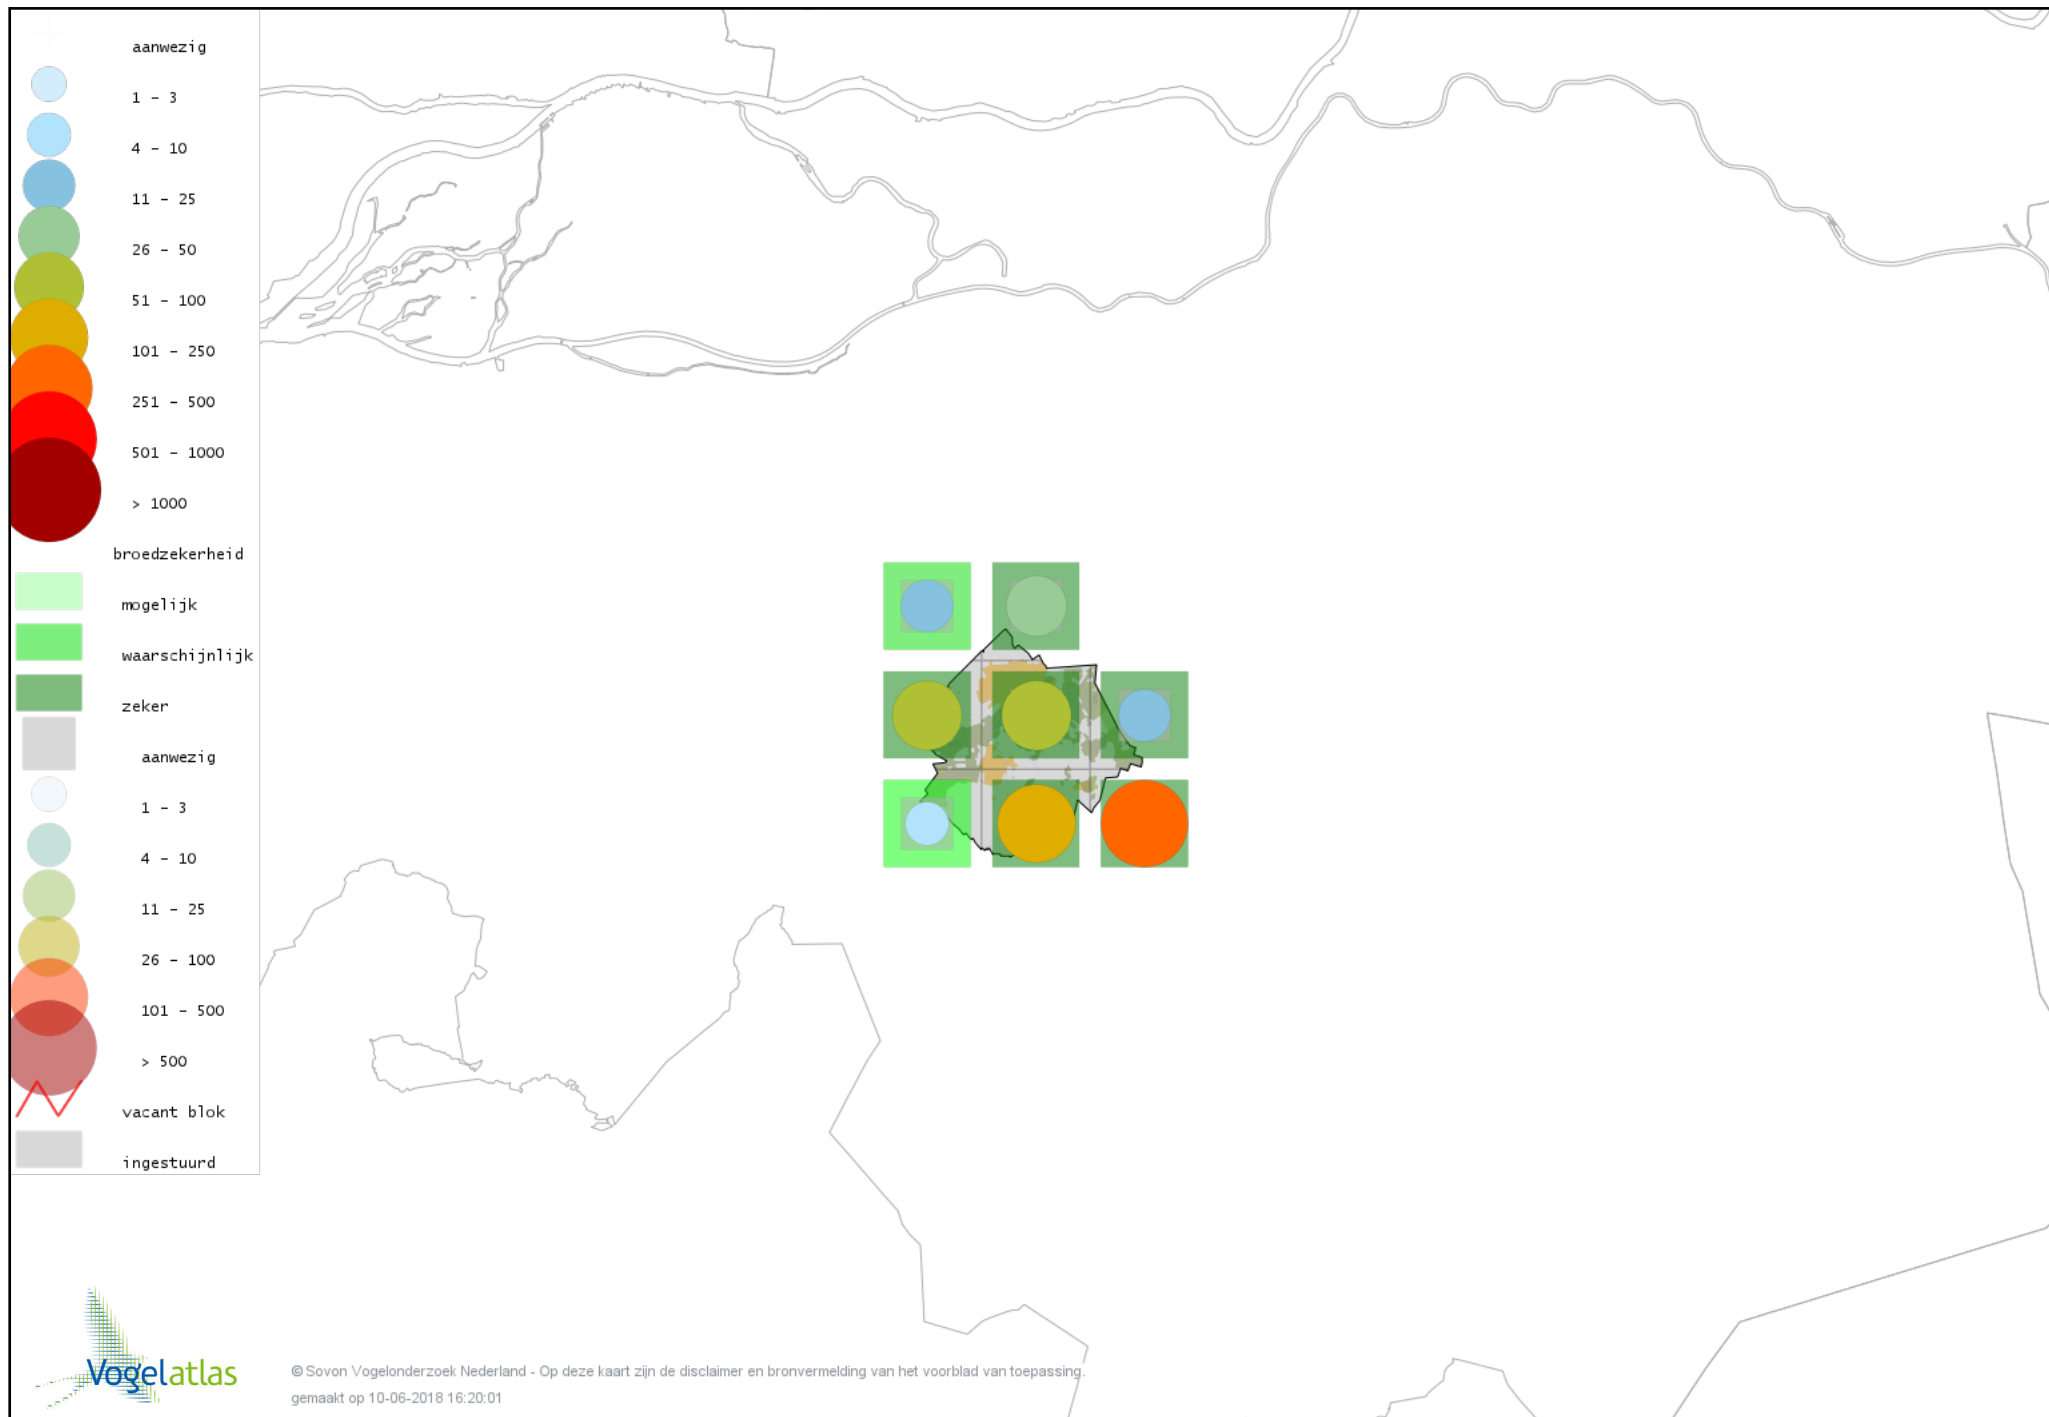 aanwezig
1 - 3
4 - 10
11 - 25
26 - 50
51 - 100
101 - 250
251 - 500
501 - 1000
> 1000
broedzekerheid
mogelijk
waarschijnlijk
zeker
aanwezig
1 - 3
4 - 10
11 - 25
26 - 100
101 - 500
> 500
vacant blok
ingestuurd
Vogelatlas
© Sovon Vogelonderzoek Nederland - Op deze kaart zijn de disclaimer en bronvermelding van het voorblad van toepassing.
gemaakt op 10-06-2018 16:20:01